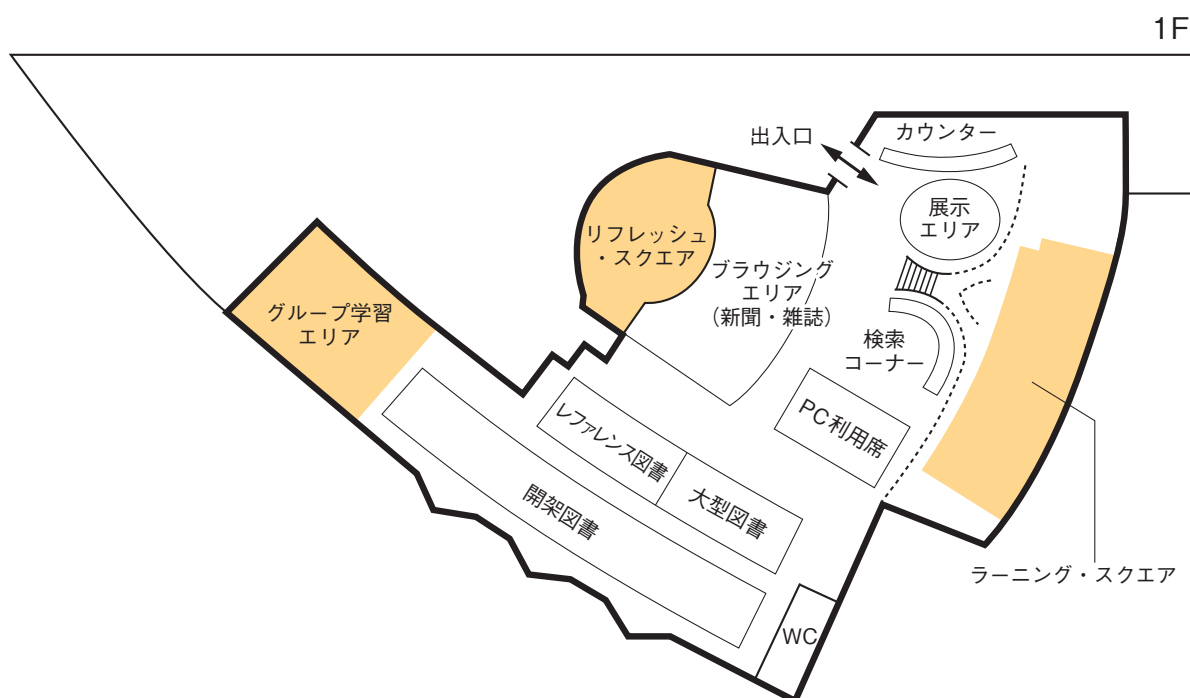 1F
カウンター
出入口
展示
エリア
リフレッシュ
・スクエア
ブラウジング
エリア
（新聞・雑誌）
グループ学習
エリア
検索
コーナー
PC利用席
レファレンス図書
大型図書
開架図書
ラーニング・スクエア
WC